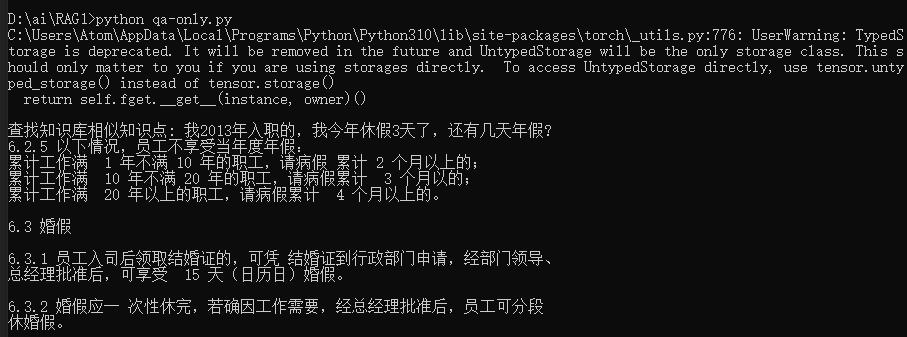 D:\ai\RAG1>python qa-only.py
C:\Users\Atom\AppData\Local\Programs\Python\Python310\lib\site-packages\torch\_utils.py:776: UserWarning: TypedS
torage is deprecated. It will be removed in the future and UntypedStorage will be the only storage class. This s
hould only matter to you if you are using storages directly.  To access UntypedStorage directly, use tensor.unty
ped_storage() instead of tensor.storage()
  return self.fget.__get__(instance, owner)()
查找知识库相似知识点: 我2013年入职的，我今年休假3天了，还有几天年假？
6.2.5 以下情况，员工不享受当年度年假：
累计工作满  1 年不满 10 年的职工，请病假 累计 2 个月以上的；
累计工作满  10 年不满 20 年的职工，请病假累计  3 个月以的；
累计工作满  20 年以上的职工，请病假累计  4 个月以上的。
6.3 婚假
6.3.1 员工入司后领取结婚证的，可凭 结婚证到行政部门申请，经部门领导、
总经理批准后，可享受  15 天（日历日）婚假。
6.3.2 婚假应一 次性休完，若确因工作需要，经总经理批准后，员工可分段
休婚假。